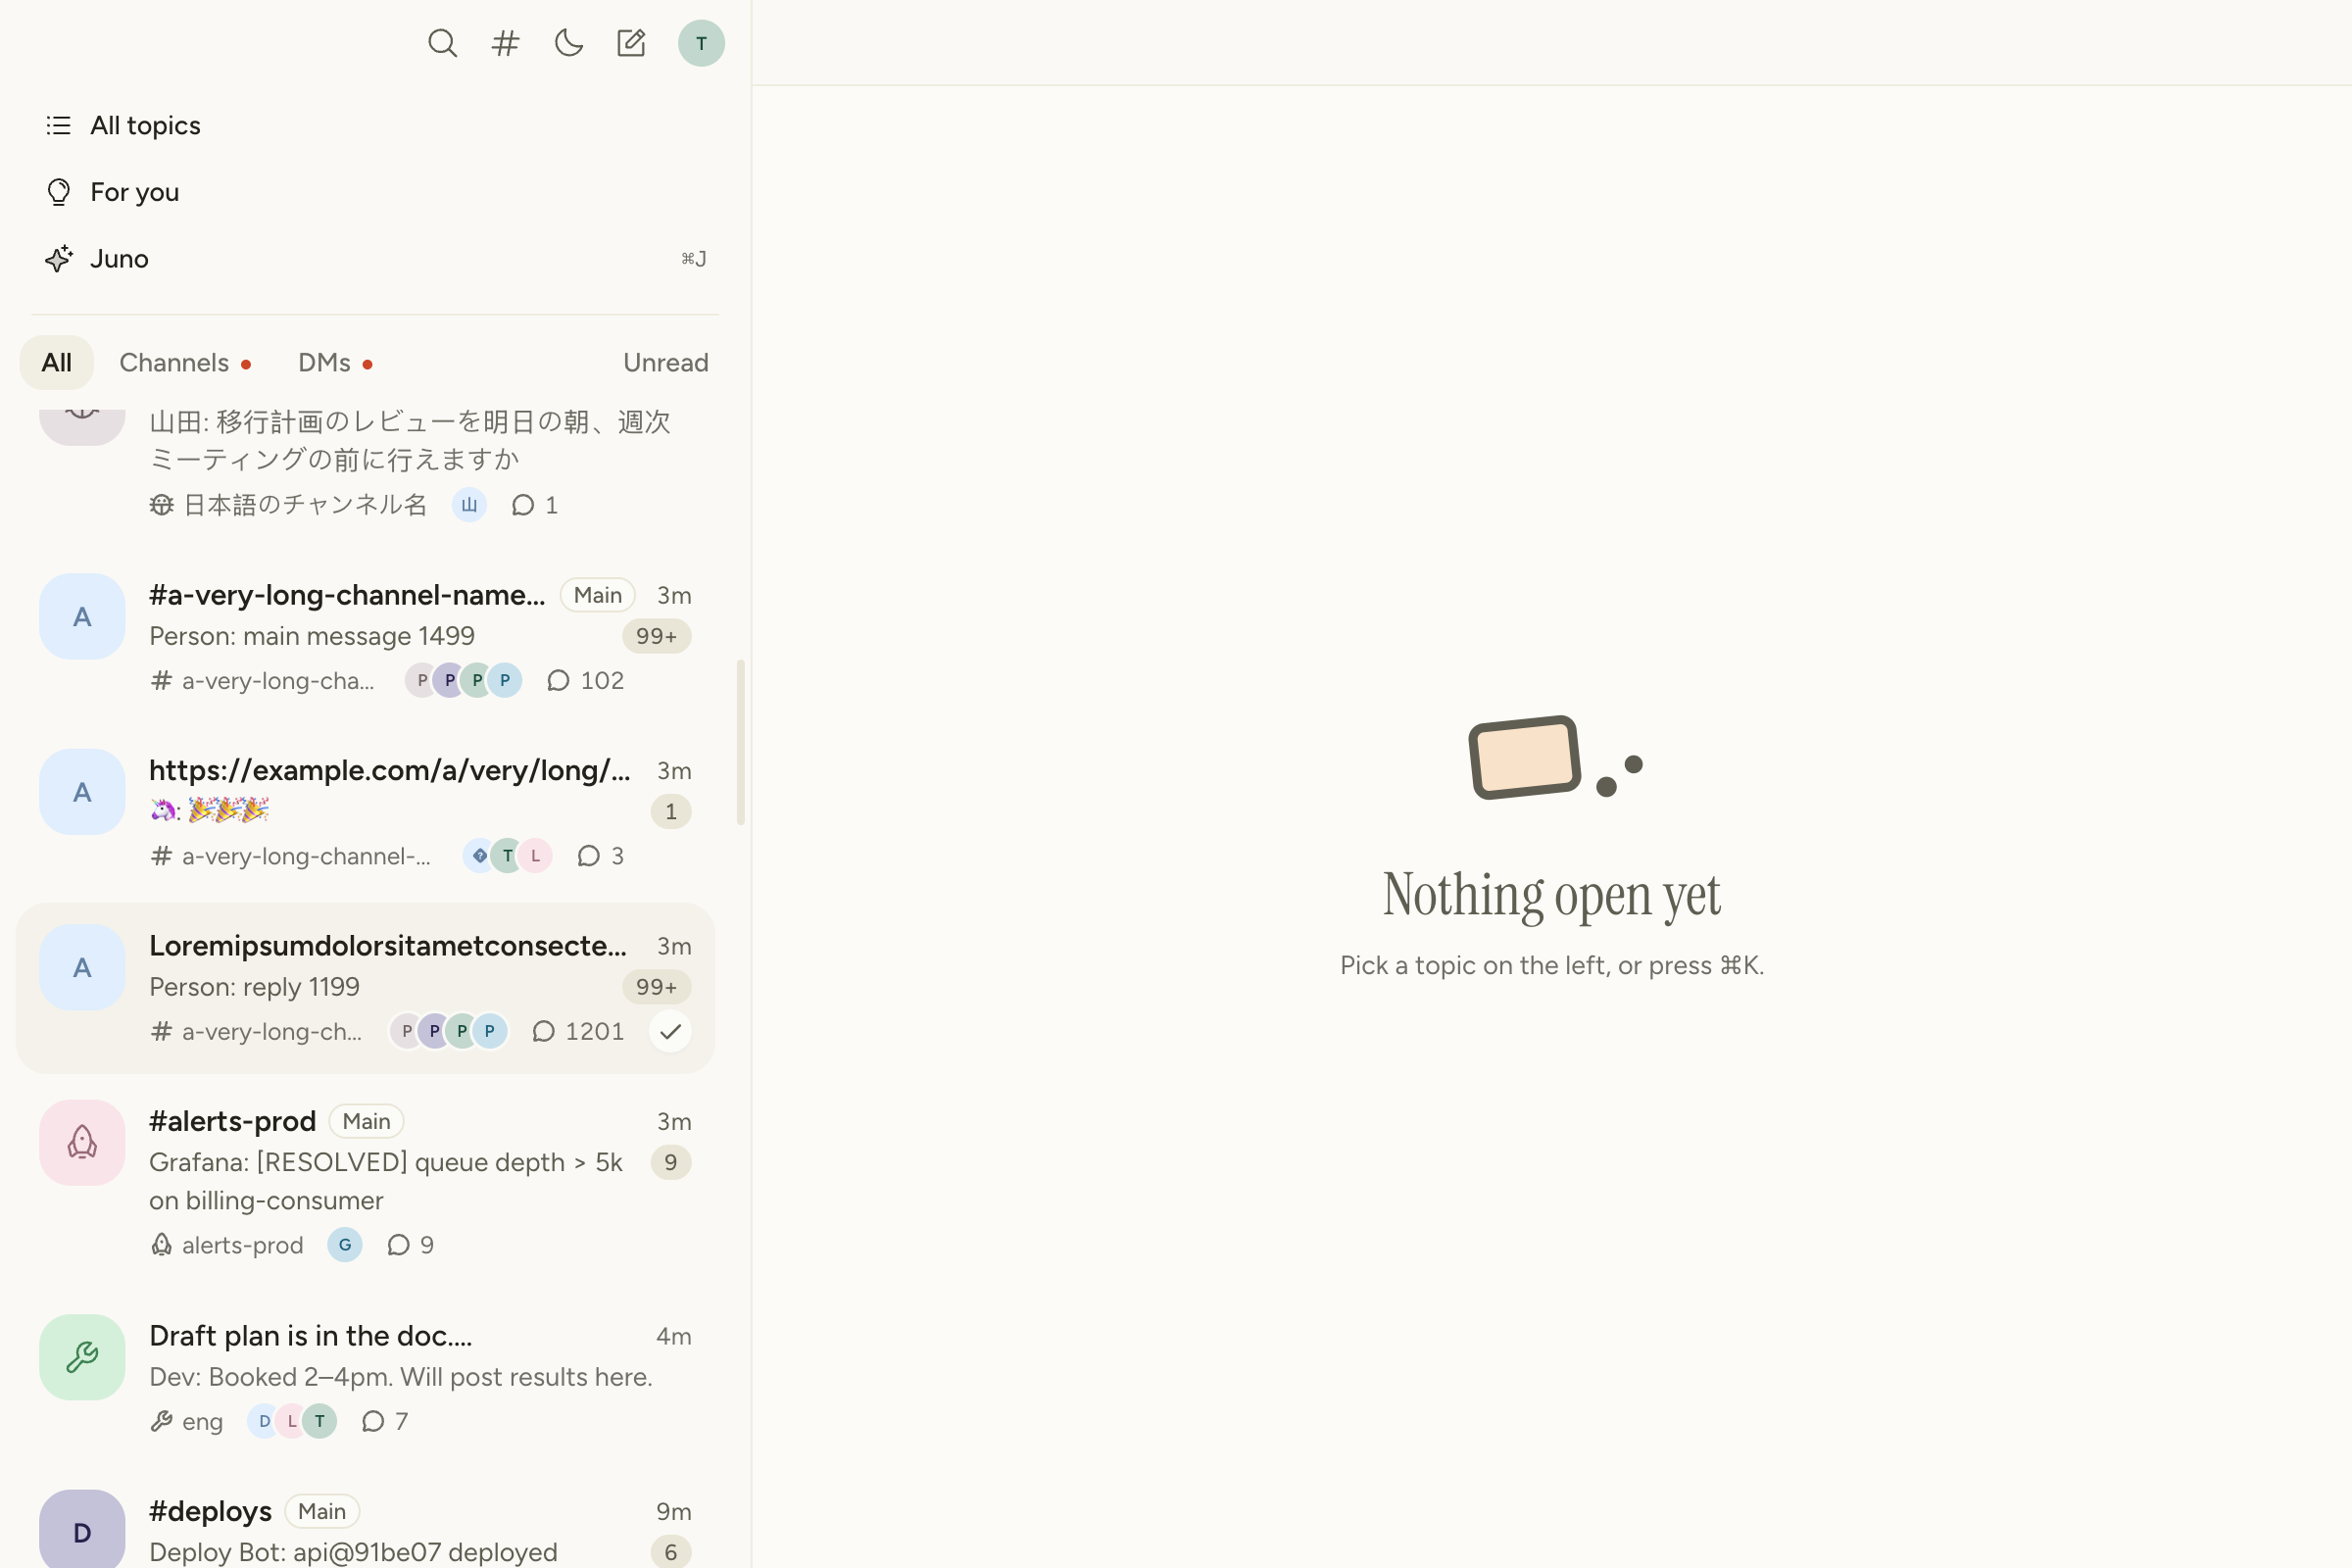 T
All topics
For you
Juno ⌘J
All Channels DMs Unread
山田: 移行計画のレビューを明日の朝、週次
ミーティングの前に行えますか
日本語のチャンネル名 山 1
A #a-very-long-channel-name... Main 3m
Person: main message 1499 99+
# a-very-long-cha... P P P P 102
A https://example.com/a/very/long/... 3m
🦄: 🎉🎉🎉 1
# a-very-long-channel-... T L 3
A Loremipsumdolorsitametconsecte... 3m
Person: reply 1199 99+
# a-very-long-ch... P P P P 1201
#alerts-prod Main 3m
Grafana: [RESOLVED] queue depth > 5k 9
on billing-consumer
alerts-prod G 9
Draft plan is in the doc.... 4m
Dev: Booked 2–4pm. Will post results here.
eng D L T 7
D #deploys Main 9m
Deploy Bot: api@91be07 deployed 6
Nothing open yet
Pick a topic on the left, or press ⌘K.